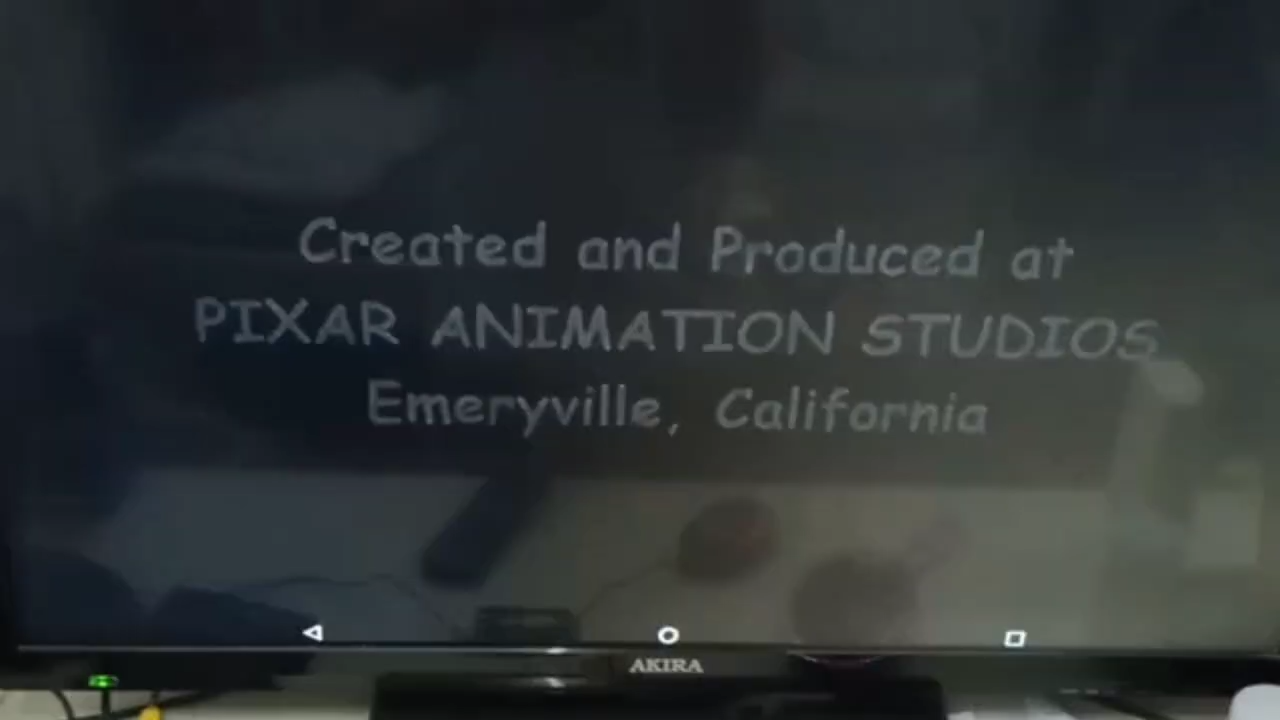 Created and Produced at
PIXAR ANIMATION STUDIOS
Emeryville, California
AKIRA